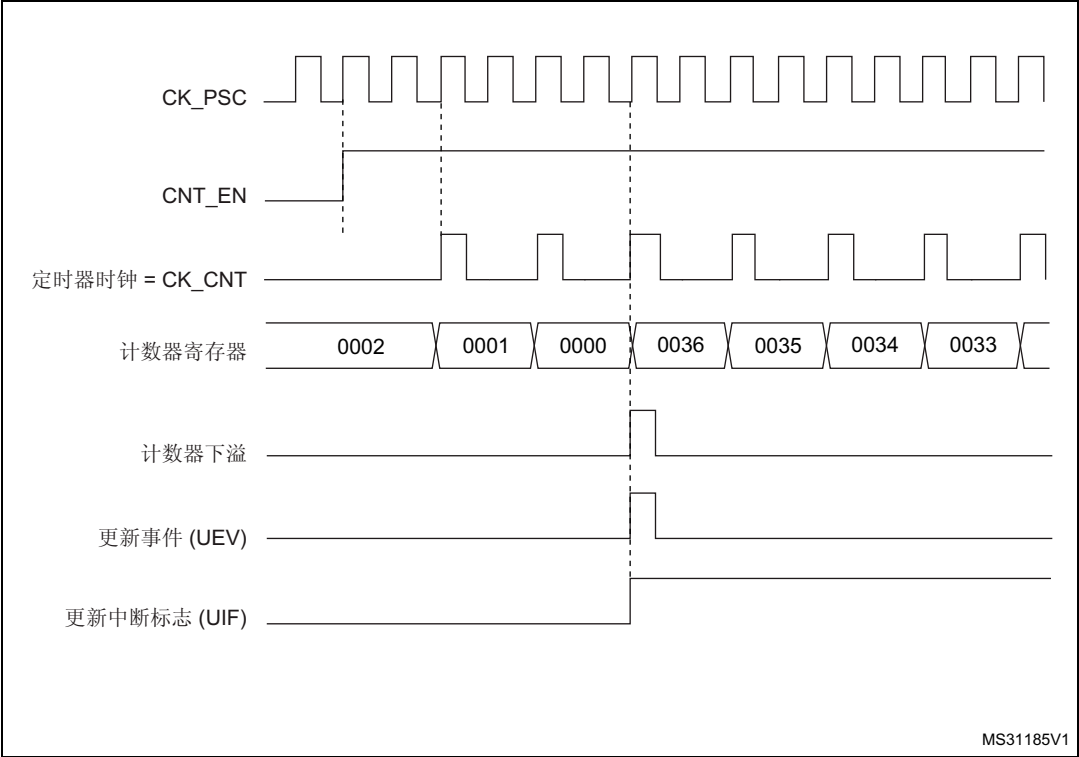 CK_PSC
CNT_EN
定时器时钟 = CK_CNT
计数器寄存器 0002 0001 0000 0036 0035 0034 0033
计数器下溢
更新事件 (UEV)
更新中断标志 (UIF)
MS31185V1